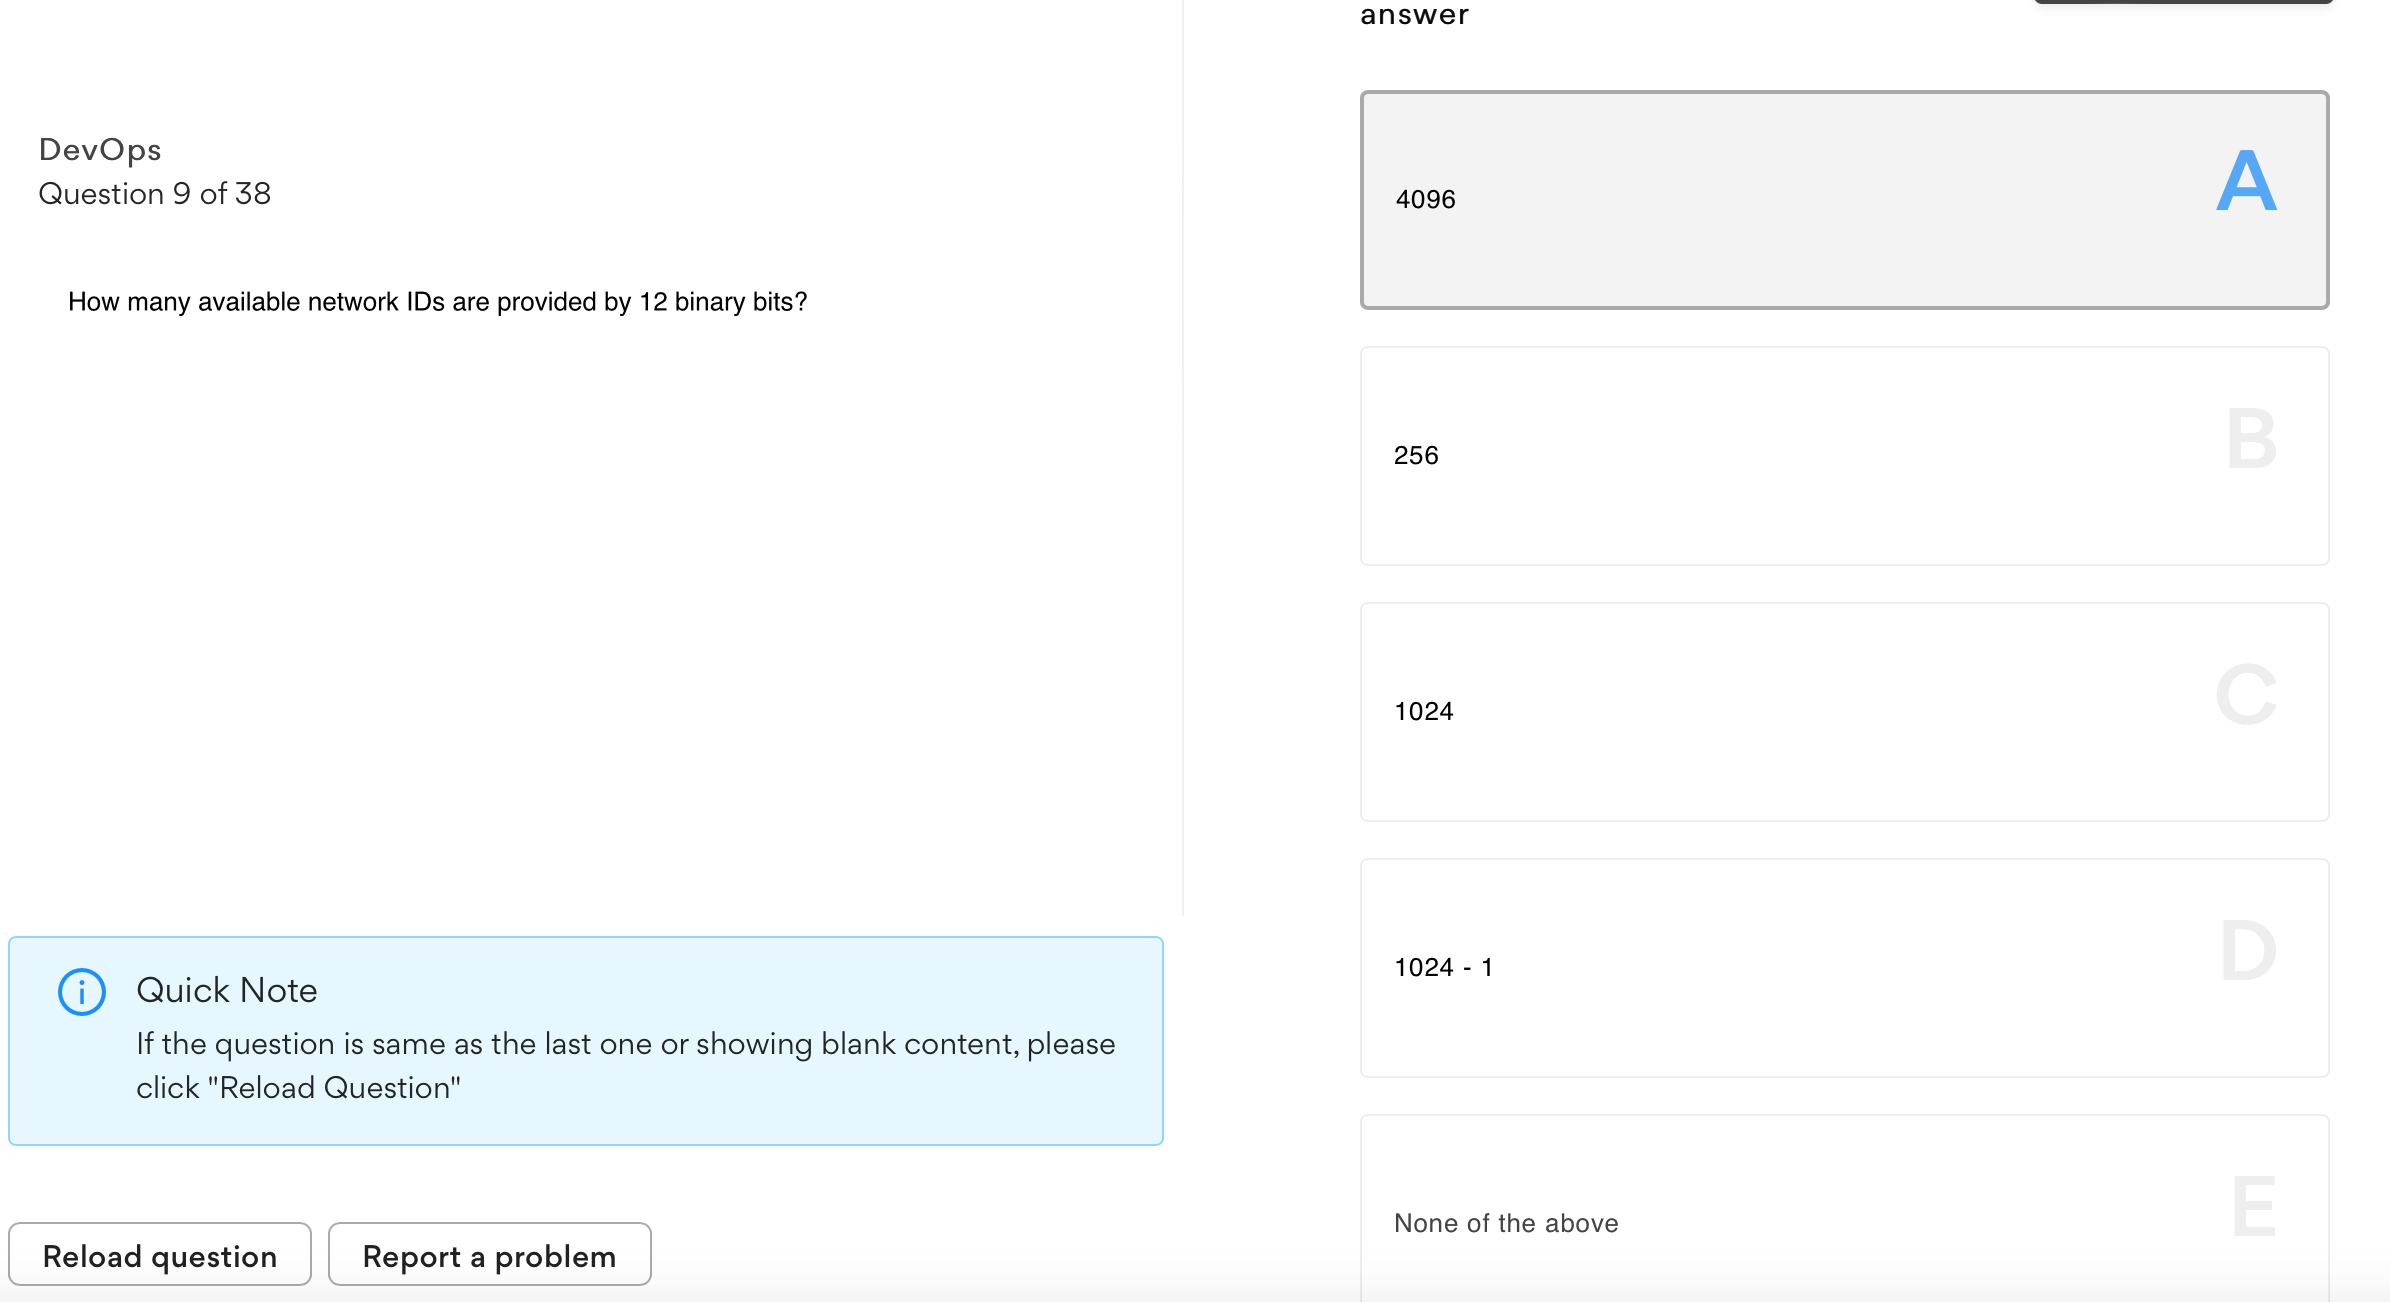 DevOps
Question 9 of 38
How many available network IDs are provided by 12 binary bits?
Quick Note
If the question is same as the last one or showing blank content, please
click "Reload Question"
Reload question
Report a problem
answer
4096
A
256
B
1024
C
1024 - 1
D
None of the above
E